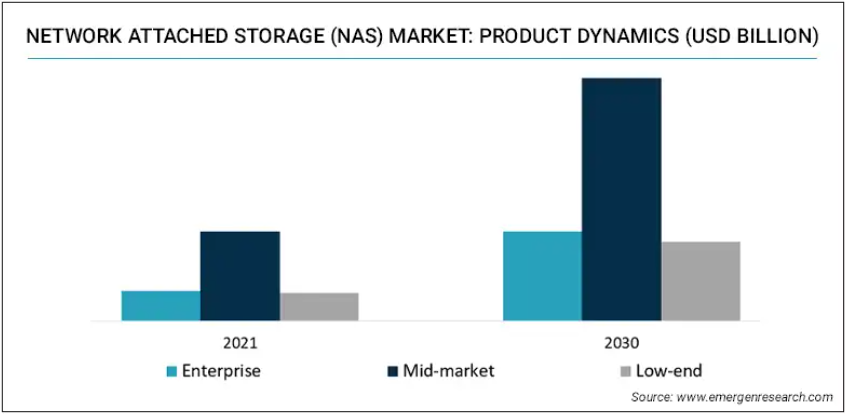 NETWORK ATTACHED STORAGE (NAS) MARKET: PRODUCT DYNAMICS (USD BILLION)
2021 2030
Enterprise Mid-market Low-end
Source: www.emergenresearch.com